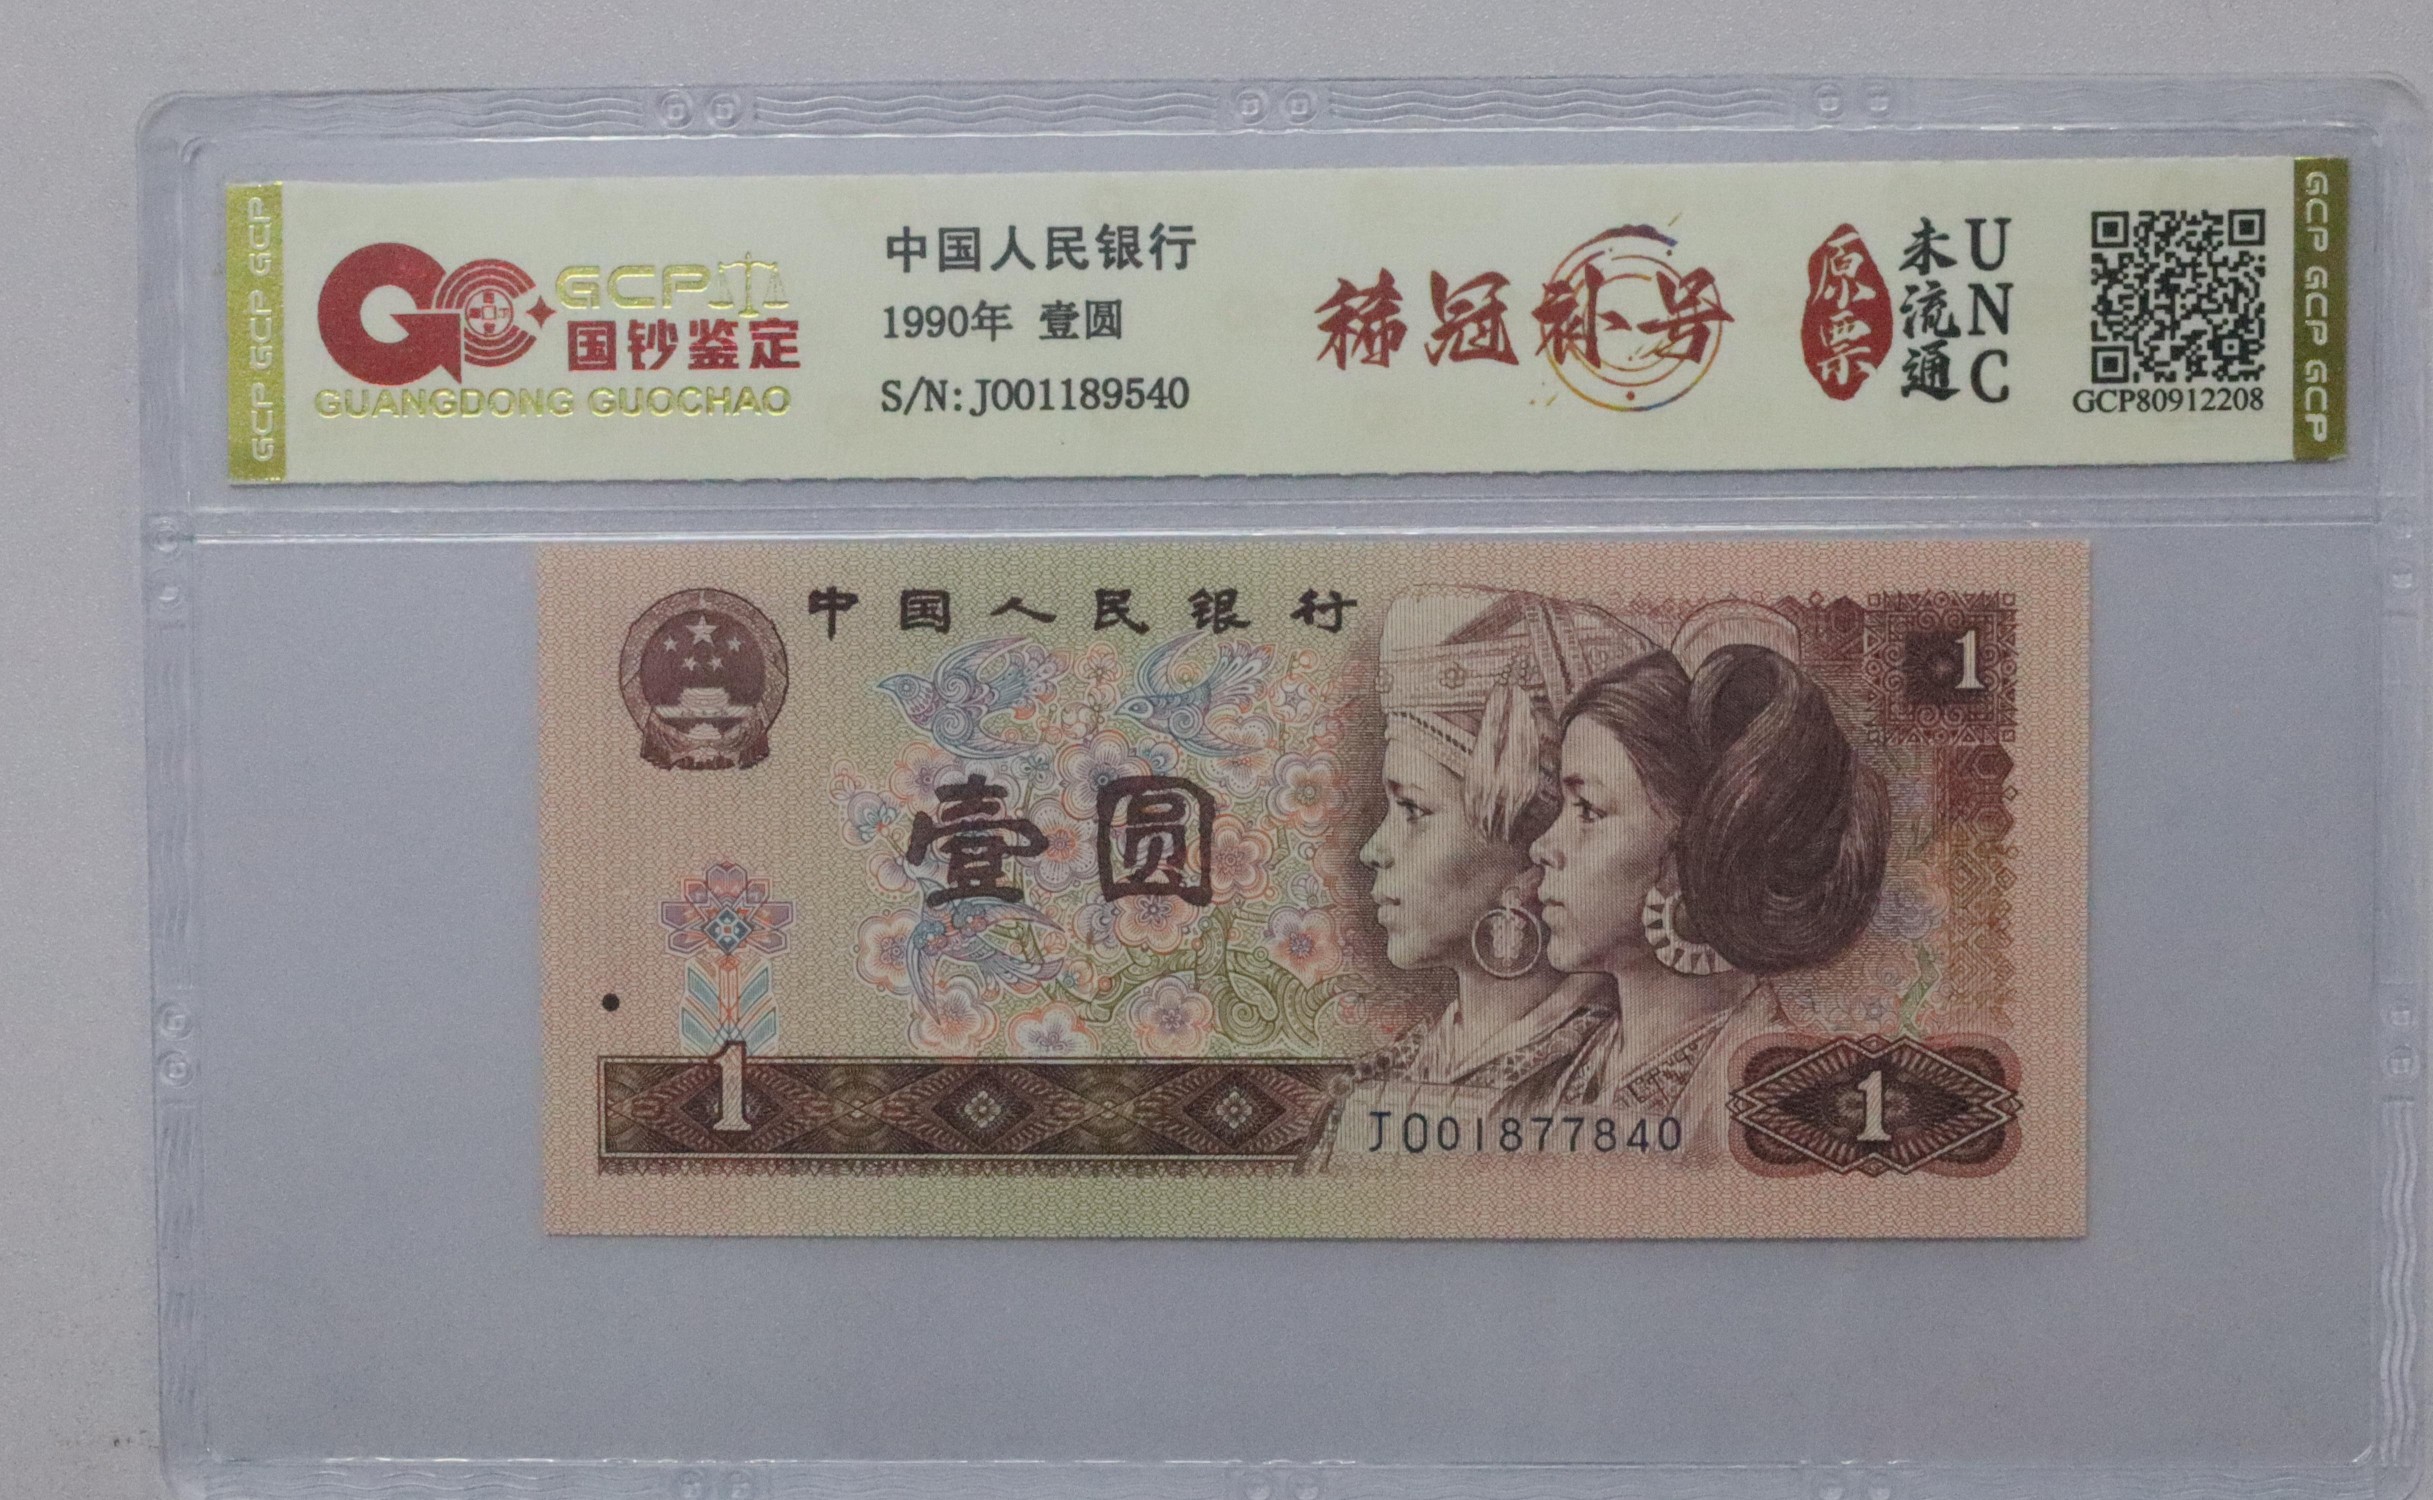 GCP GCP GCP
GCP
国钞鉴定
GUANGDONG GUOCHAO
中国人民银行
1990年 壹圆
S/N: J001189540
稀冠补号
原票
未流通
UNC
GCP80912208
GCP GCP GCP
中国人民银行
1
壹圆
1
J001877840
1